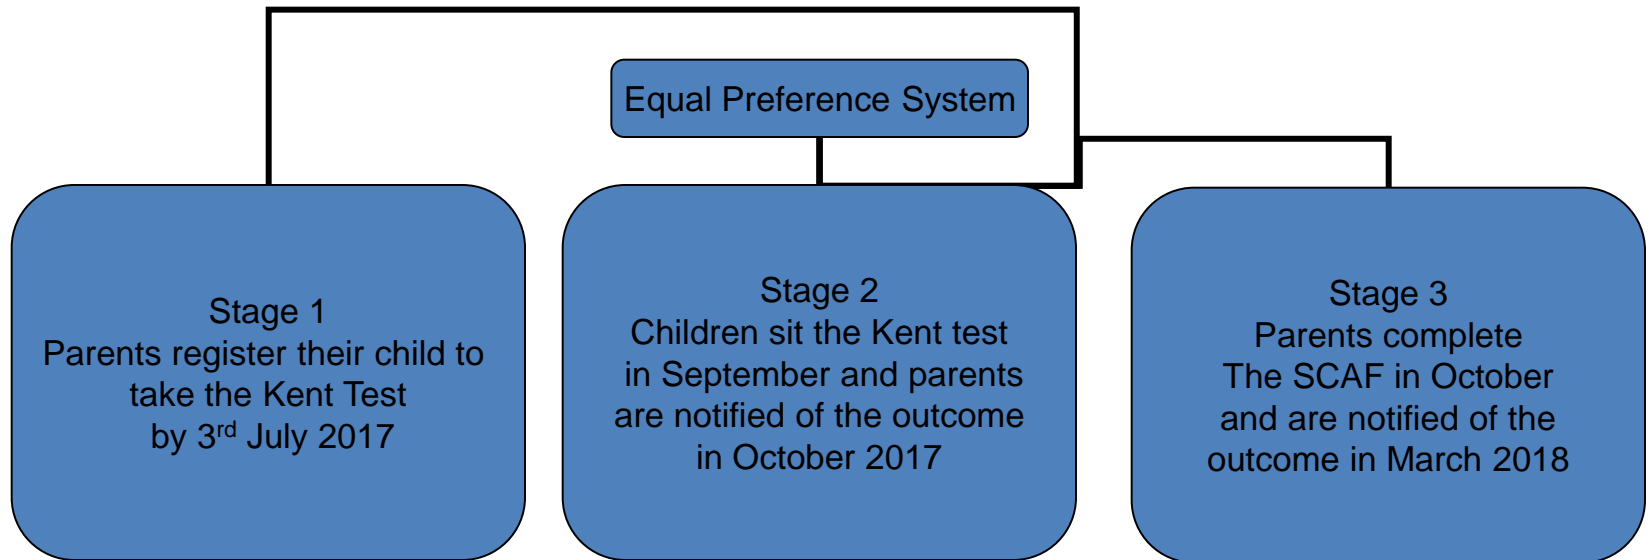 Equal Preference System
Stage 1
Parents register their child to
take the Kent Test
by 3rd July 2017
Stage 2
Children sit the Kent test
in September and parents
are notified of the outcome
in October 2017
Stage 3
Parents complete
The SCAF in October
and are notified of the
outcome in March 2018